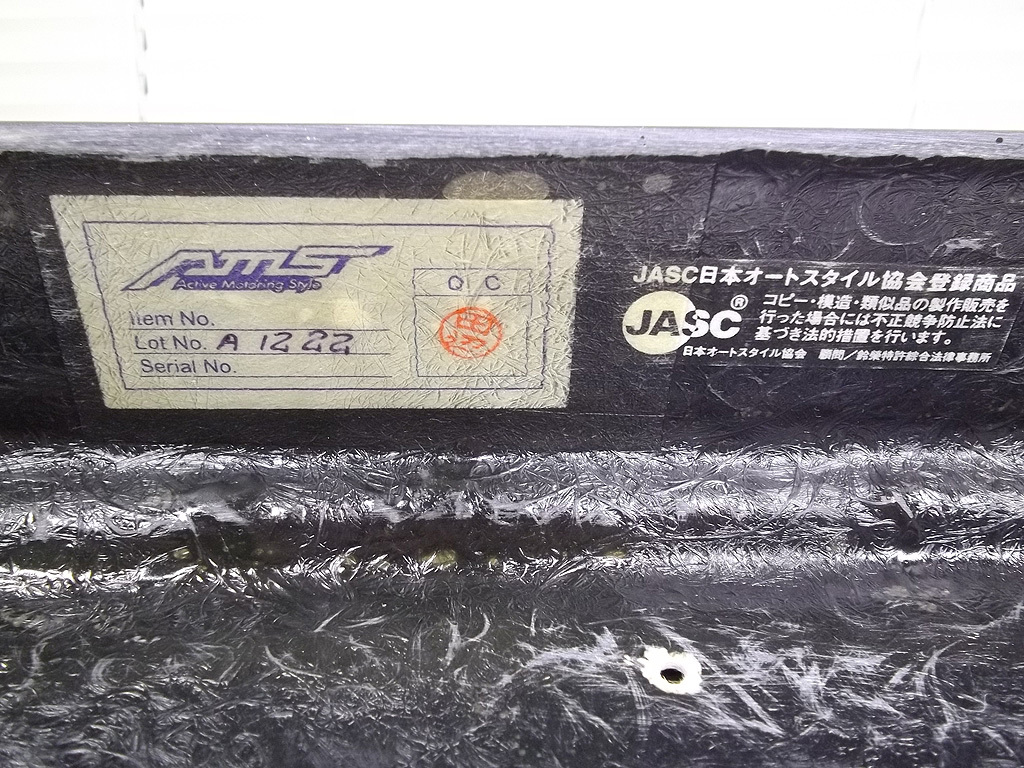 AMS
Active Motoring Style
Item No.
Lot No. A 1222
Serial No.
Q C
JASC日本オートスタイル協会登録商品
JASC®
コピー・模造・類似品の製作販売を
行った場合には不正競争防止法に
基づき法的措置を行います。
日本オートスタイル協会 顧問/鈴榮特許綜合法律事務所